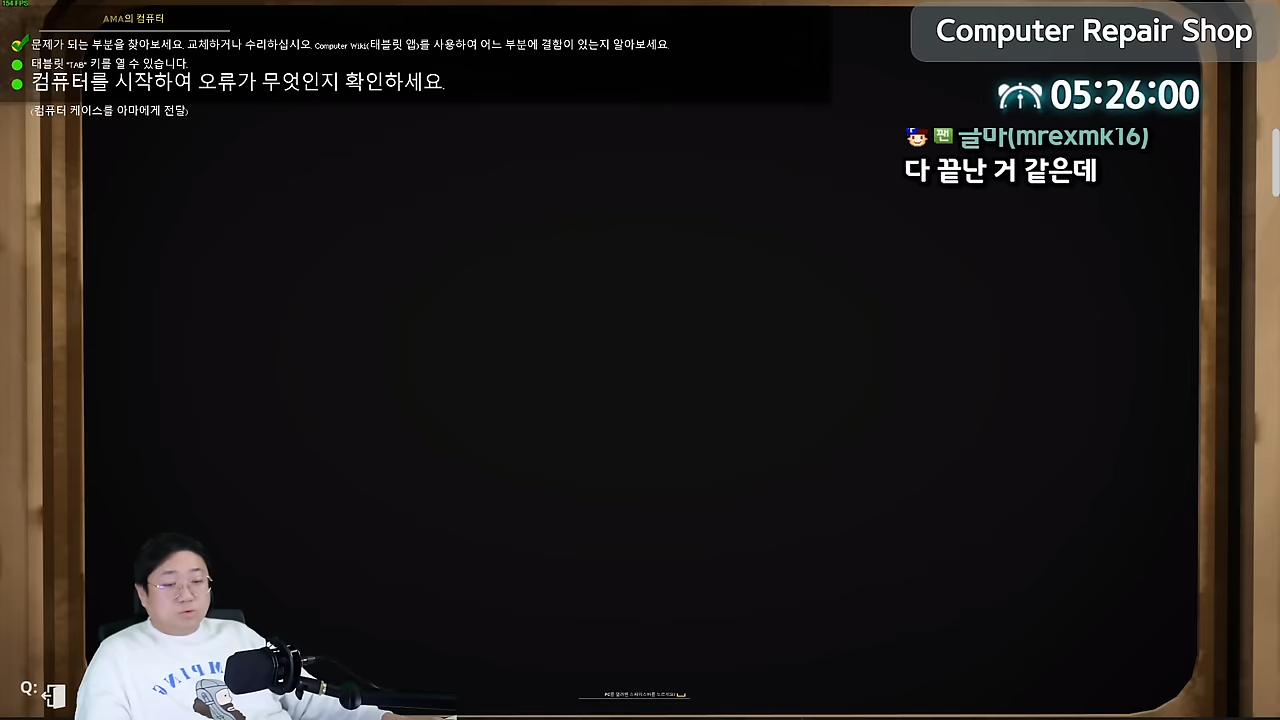 154 FPS
AMA의 컴퓨터
문제가 되는 부분을 찾아보세요. 교체하거나 수리하십시오. Computer Wiki(태블릿 앱)를 사용하여 어느 부분에 결함이 있는지 알아보세요.
태블릿 "TAB" 키를 열 수 있습니다.
컴퓨터를 시작하여 오류가 무엇인지 확인하세요.
(컴퓨터 케이스를 아마에게 전달)
Computer Repair Shop
05:26:00
팬 글마(mrexmk16)
다 끝난 거 같은데
Q: